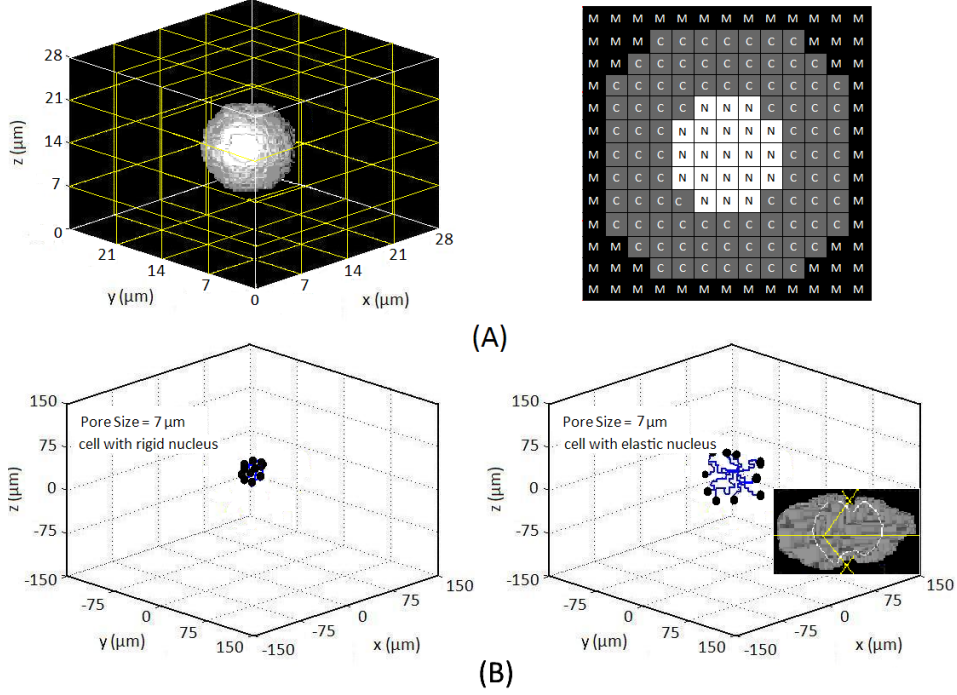 28
21
14
7
0
z (µm)
21
14
7
0
y (µm)
7
14
21
28
x (µm)
M M M M M M M M M M M M M
M M M C C C C C C C M M M
M M C C C C C C C C C M M
M C C C C C C C C C C C M
M C C C C N N N C C C C M
M C C C N N N N N C C C M
M C C C N N N N N C C C M
M C C C N N N N N C C C M
M C C C C N N N C C C C M
M C C C C C C C C C C C M
M M C C C C C C C C C M M
M M M C C C C C C C M M M
M M M M M M M M M M M M M
(A)
150
75
0
-75
-150
z (µm)
Pore Size = 7 µm
cell with rigid nucleus
-75
0
75
150
y (µm)
-150
-75
0
75
150
x (µm)
150
75
0
-75
-150
z (µm)
Pore Size = 7 µm
cell with elastic nucleus
-75
0
75
150
y (µm)
-150
-75
0
75
150
x (µm)
(B)